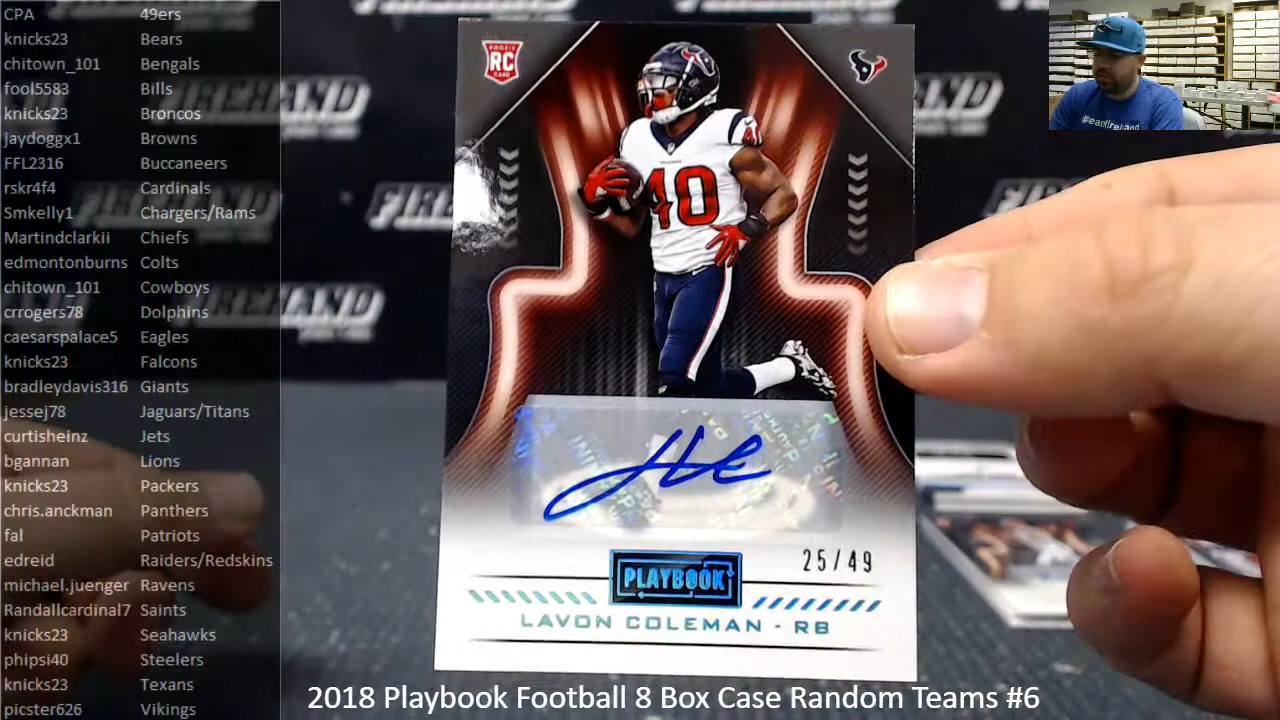 CPA 49ers
knicks23 Bears
chitown_101 Bengals
fool5583 Bills
knicks23 Broncos
jaydoggx1 Browns
FFL2316 Buccaneers
rskr4f4 Cardinals
Smkelly1 Chargers/Rams
Martindclarkii Chiefs
edmontonburns Colts
chitown_101 Cowboys
crrogers78 Dolphins
caesarspalace5 Eagles
knicks23 Falcons
bradleydavis316 Giants
jessej78 Jaguars/Titans
curtisheinz Jets
bgannan Lions
knicks23 Packers
chris.anckman Panthers
fal Patriots
edreid Raiders/Redskins
michael.juenger Ravens
Randallcardinal7 Saints
knicks23 Seahawks
phipsi40 Steelers
knicks23 Texans
picster626 Vikings
ROOKIE
RC
CARD
40
40
25/49
PLAYBOOK
LAVON COLEMAN - RB
FIREHAND
FIREHAND
2018 Playbook Football 8 Box Case Random Teams #6